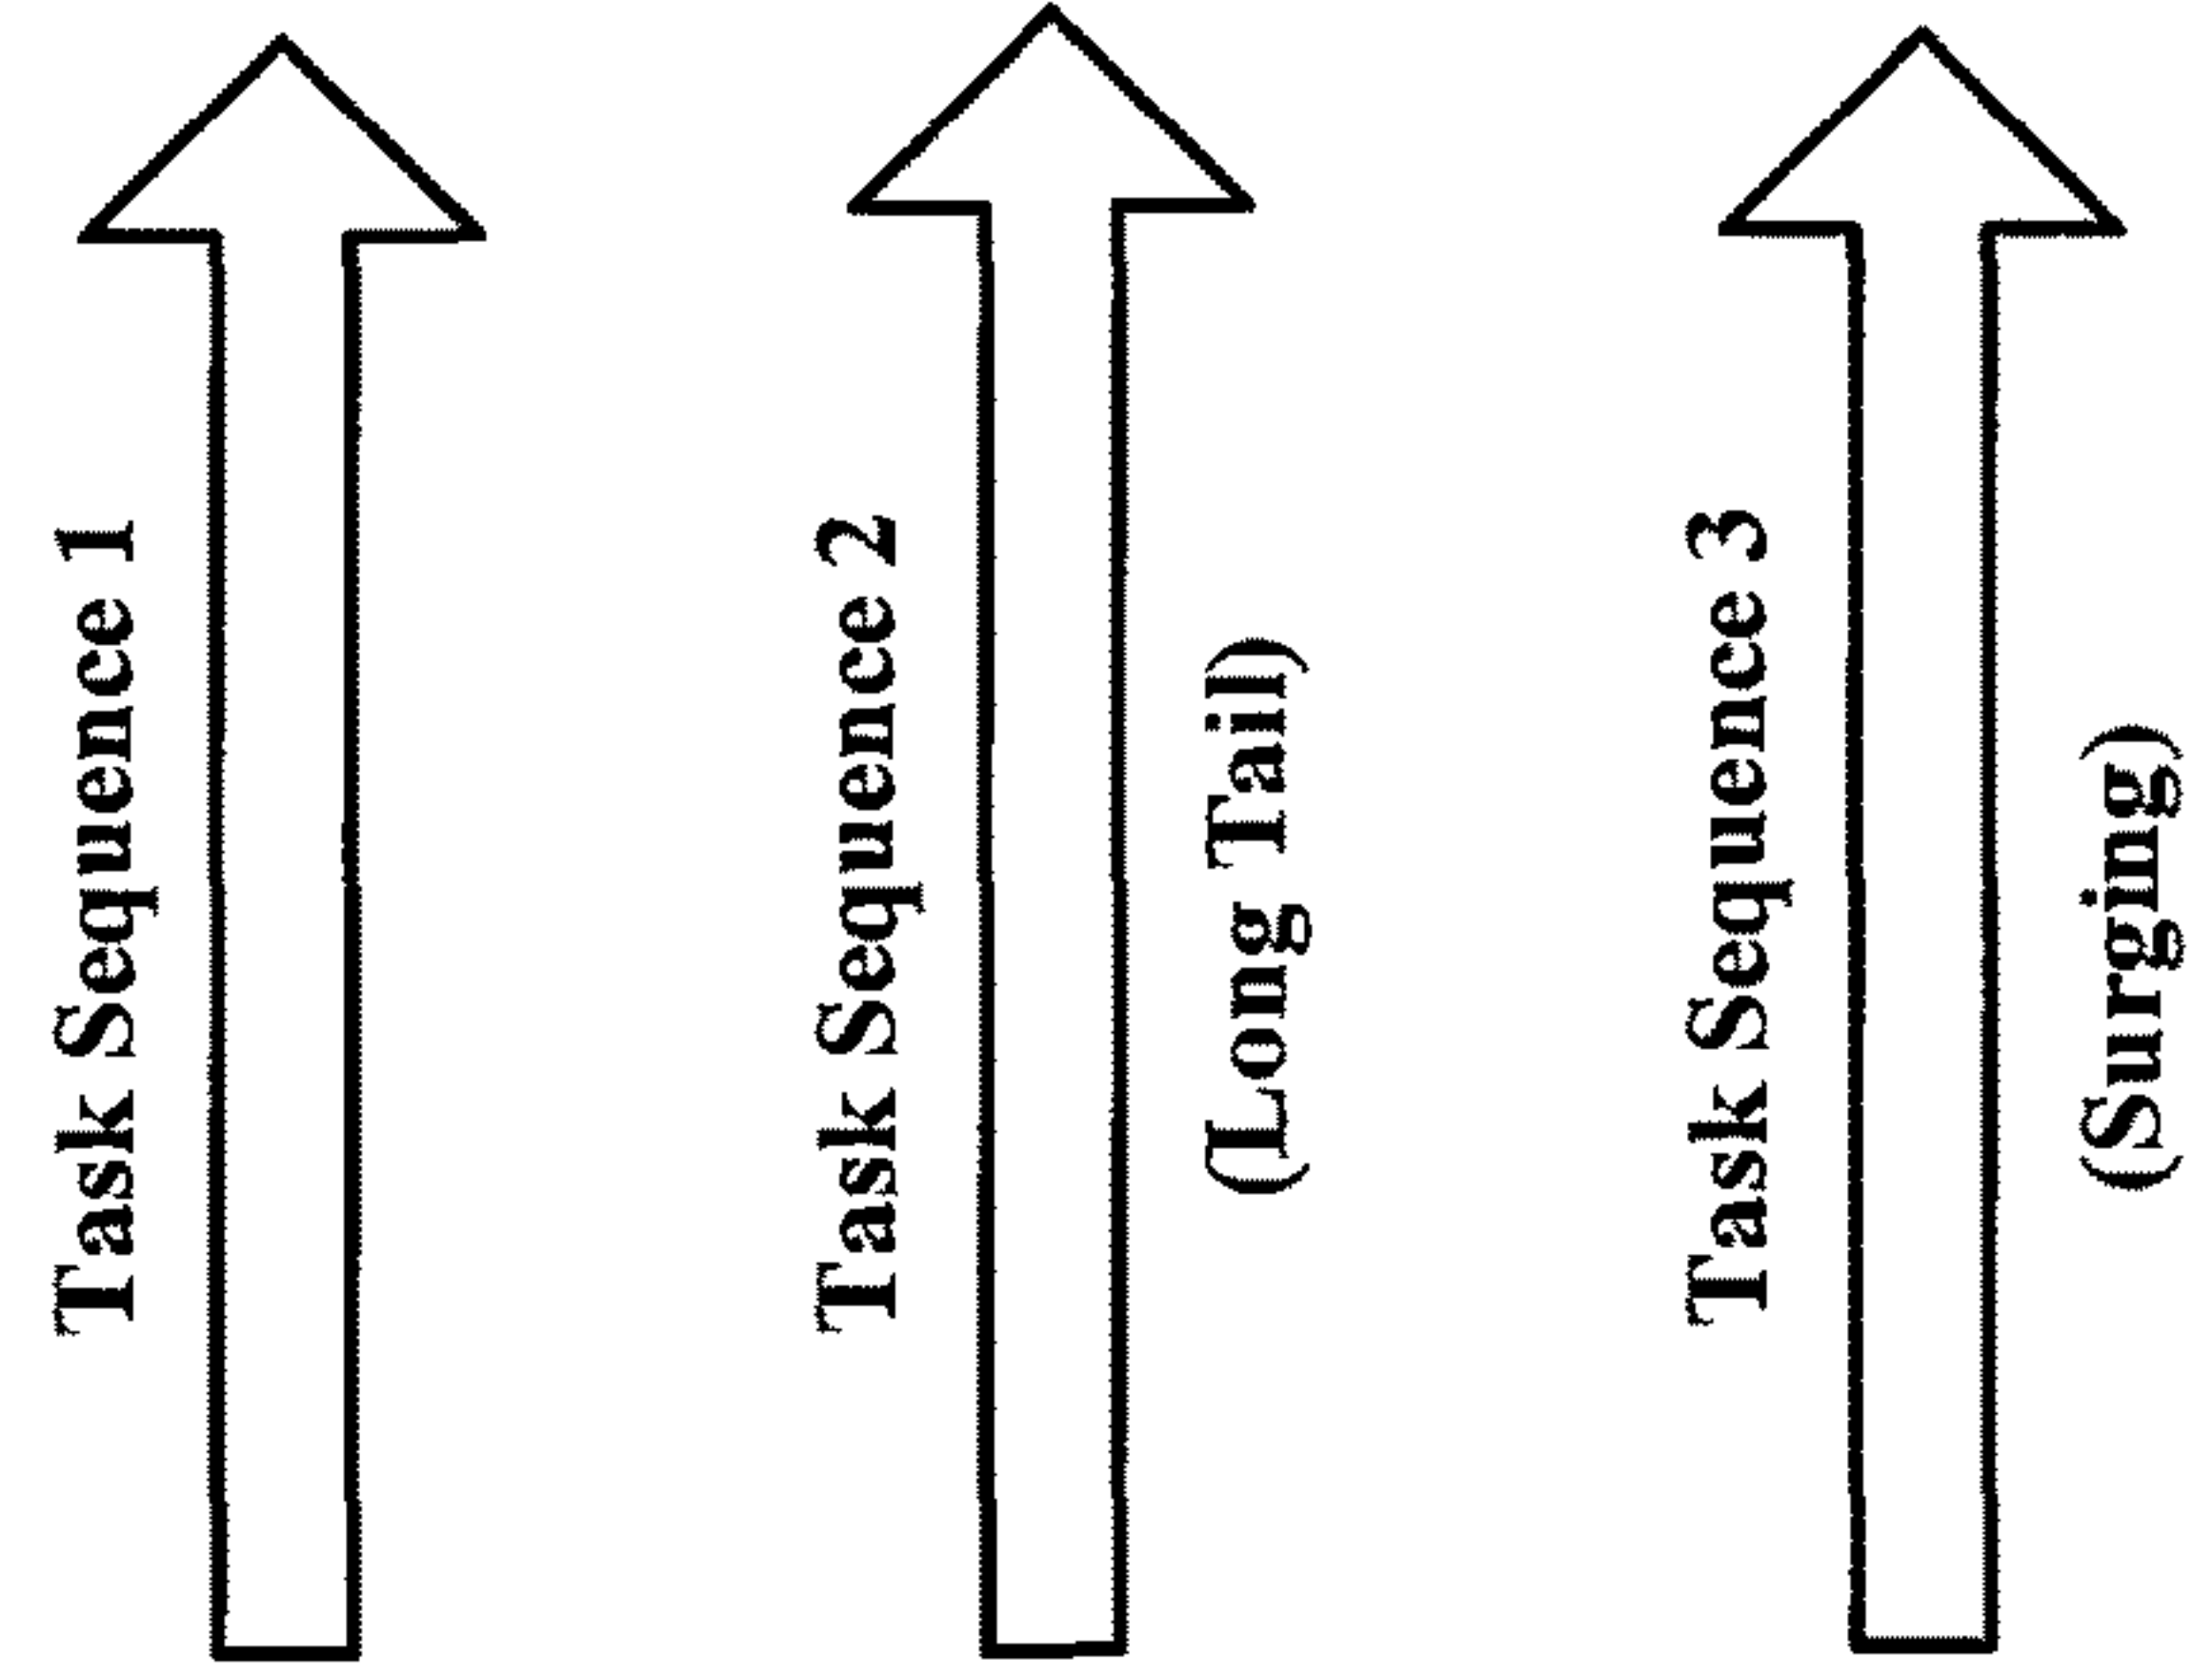 Task Sequence 1
Task Sequence 2
(Long Tail)
Task Sequence 3
(Surging)